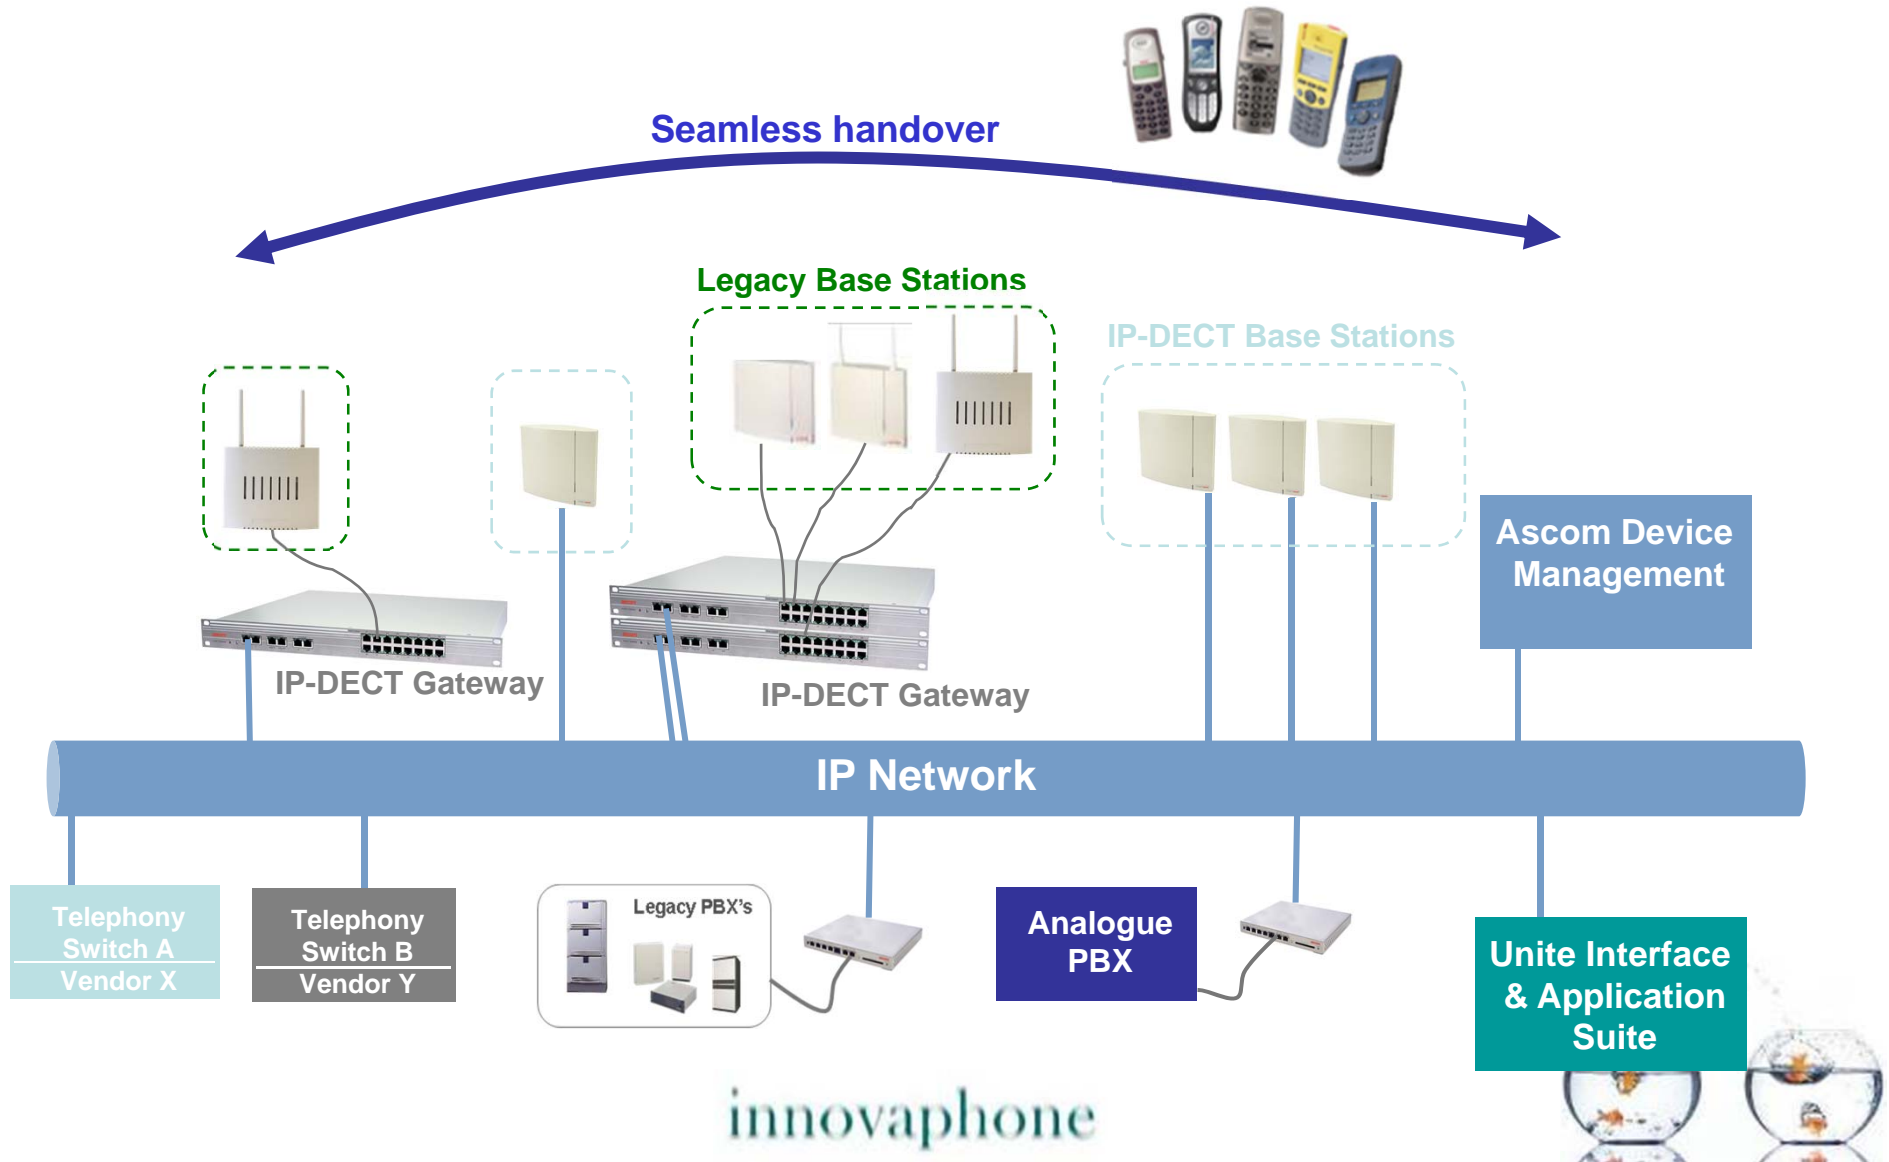 Seamless handover
Legacy Base Stations
IP-DECT Base Stations
Ascom Device
Management
IP-DECT Gateway
IP-DECT Gateway
IP Network
Telephony
Switch A
Vendor X
Telephony
Switch B
Vendor Y
Legacy PBX's
Analogue
PBX
Unite Interface
& Application
Suite
innovaphone